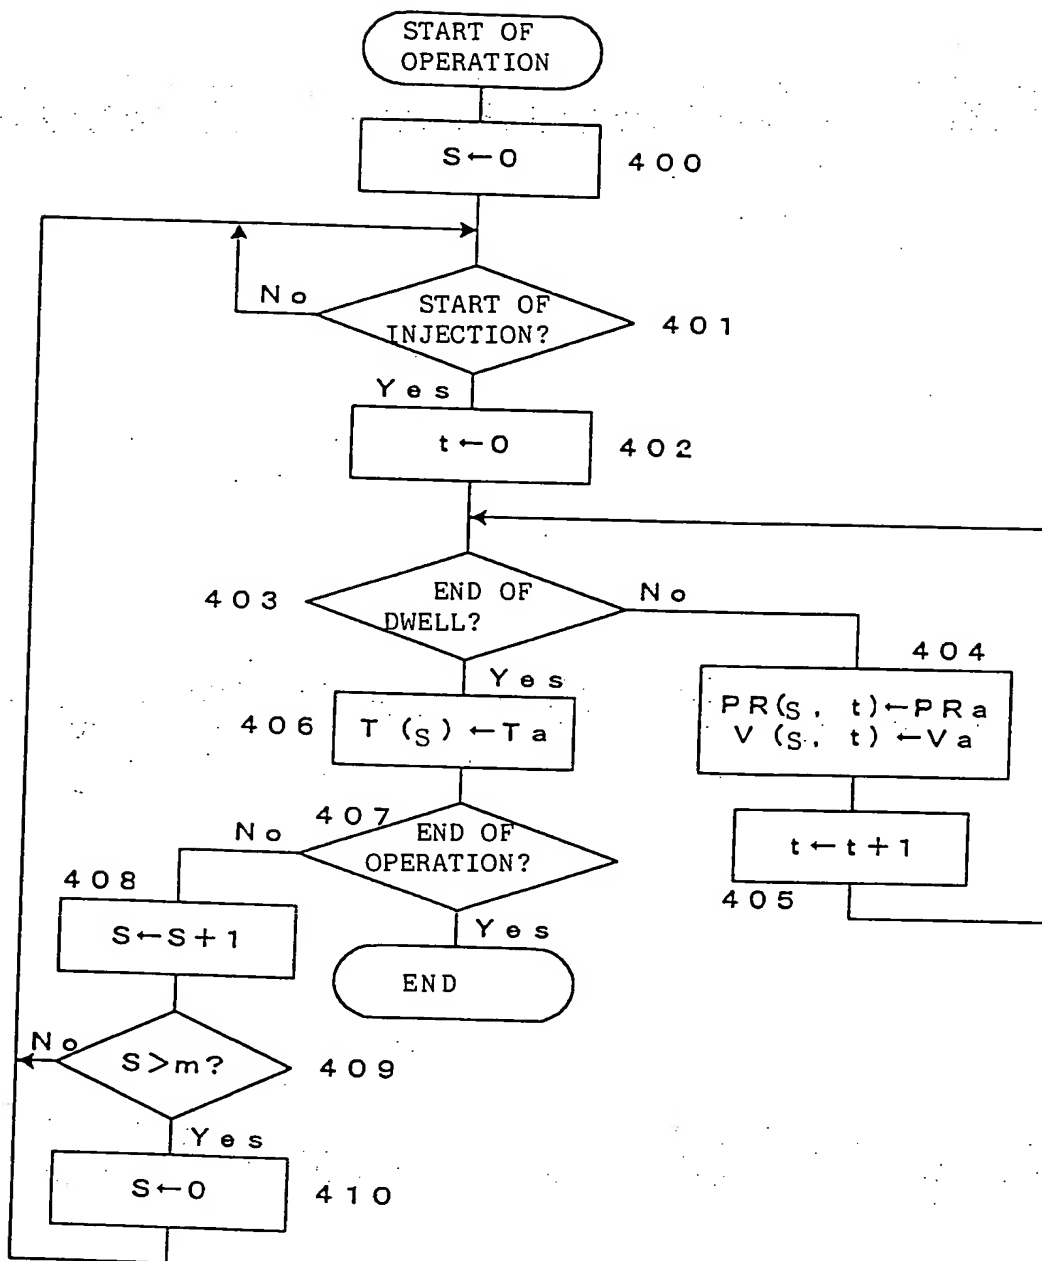 START OF
OPERATION
S←0
400
No
START OF
INJECTION?
401
Yes
t←0
402
403
END OF
DWELL?
No
404
PR(S, t)←PRa
V(S, t)←Va
Yes
406
T(S)←Ta
t←t+1
405
407
No
END OF
OPERATION?
408
S←S+1
Yes
END
No
S>m?
409
Yes
S←0
410